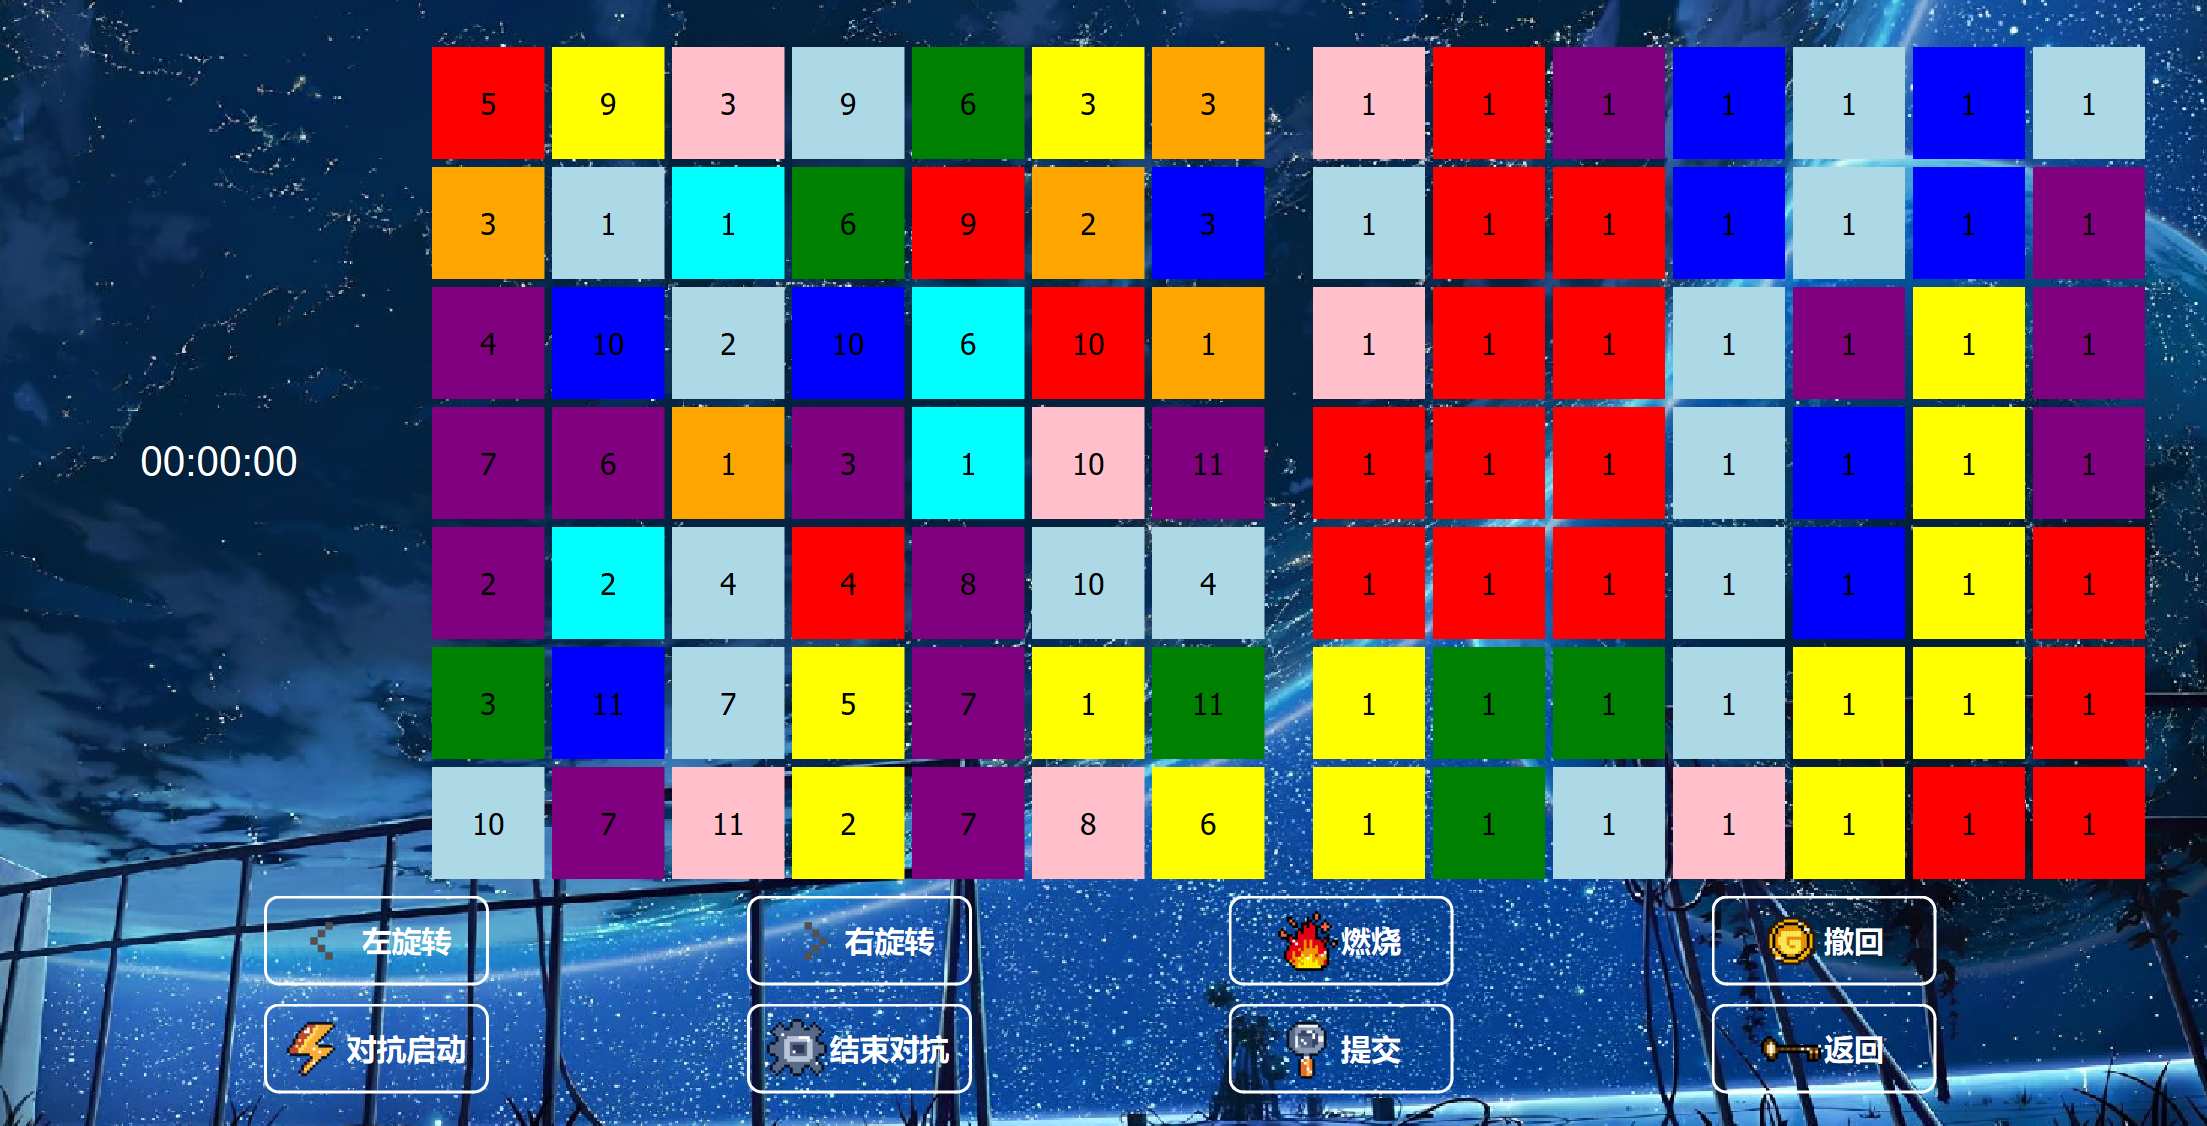 5 9 3 9 6 3 3 1 1 1 1 1 1 1
3 1 1 6 9 2 3 1 1 1 1 1 1 1
4 10 2 10 6 10 1 1 1 1 1 1 1 1
7 6 1 3 1 10 11 1 1 1 1 1 1 1
00:00:00
2 2 4 4 8 10 4 1 1 1 1 1 1 1
3 11 7 5 7 1 11 1 1 1 1 1 1 1
10 7 11 2 7 8 6 1 1 1 1 1 1 1
左旋转 右旋转 燃烧 撤回
对抗启动 结束对抗 提交 返回